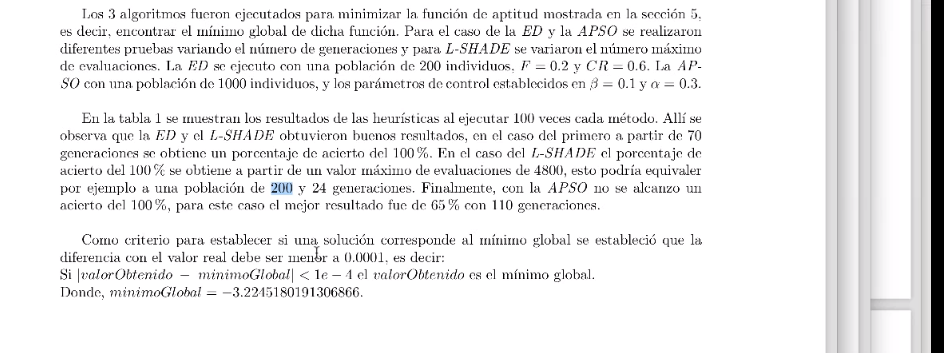 Los 3 algoritmos fueron ejecutados para minimizar la función de aptitud mostrada en la sección 5,
es decir, encontrar el mínimo global de dicha función. Para el caso de la ED y la APSO se realizaron
diferentes pruebas variando el número de generaciones y para L-SHADE se variaron el número máximo
de evaluaciones. La ED se ejecuto con una población de 200 individuos, F = 0.2 y CR = 0.6. La AP-
SO con una población de 1000 individuos, y los parámetros de control establecidos en β = 0.1 y α = 0.3.
En la tabla 1 se muestran los resultados de las heurísticas al ejecutar 100 veces cada método. Allí se
observa que la ED y el L-SHADE obtuvieron buenos resultados, en el caso del primero a partir de 70
generaciones se obtiene un porcentaje de acierto del 100 %. En el caso del L-SHADE el porcentaje de
acierto del 100 % se obtiene a partir de un valor máximo de evaluaciones de 4800, esto podría equivaler
por ejemplo a una población de 200 y 24 generaciones. Finalmente, con la APSO no se alcanzo un
acierto del 100 %, para este caso el mejor resultado fue de 65 % con 110 generaciones.
Como criterio para establecer si una solución corresponde al mínimo global se estableció que la
diferencia con el valor real debe ser menor a 0.0001, es decir:
Si |valorObtenido − minimoGlobal| < 1e − 4 el valorObtenido es el mínimo global.
Donde, minimoGlobal = −3.2245180191306866.